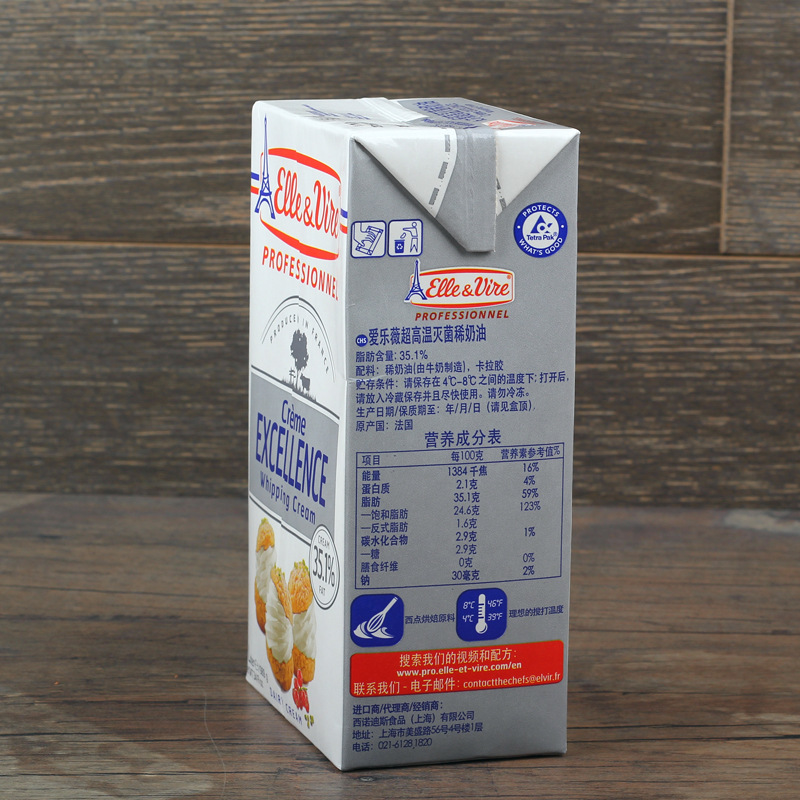 Elle & Vire
PROFESSIONNEL
PRODUCED IN FRANCE
Crème
EXCELLENCE
Whipping Cream
CREAM
35.1%
FAT
DAIRY CREAM
PROTECTS
Tetra Pak®
WHAT'S GOOD
Elle & Vire
PROFESSIONNEL
CHS 爱乐薇超高温灭菌稀奶油
脂肪含量: 35.1%
配料: 稀奶油(由牛奶制造), 卡拉胶
贮存条件: 请保存在 4℃-8℃ 之间的温度下; 打开后,
请放入冷藏保存并且尽快使用。请勿冷冻。
生产日期/保质期至: 年/月/日 (请见盒顶)
原产国: 法国
营养成分表
项目 每100克 营养素参考值%
能量 1384 千焦 16%
蛋白质 2.1克 4%
脂肪 35.1克 59%
—饱和脂肪 24.6克 123%
—反式脂肪 1.6克
碳水化合物 2.9克 1%
—糖 2.9克
膳食纤维 0克 0%
钠 30毫克 2%
西点烘焙原料
8℃ 46°F
4℃ 39°F
理想的搅打温度
搜索我们的视频和配方:
www.pro.elle-et-vire.com/en
联系我们 - 电子邮件: contactthechefs@elvir.fr
进口商/代理商/经销商:
西诺迪斯食品（上海）有限公司
地址: 上海市美盛路56号4号楼1层
电话: 021-6128 1820